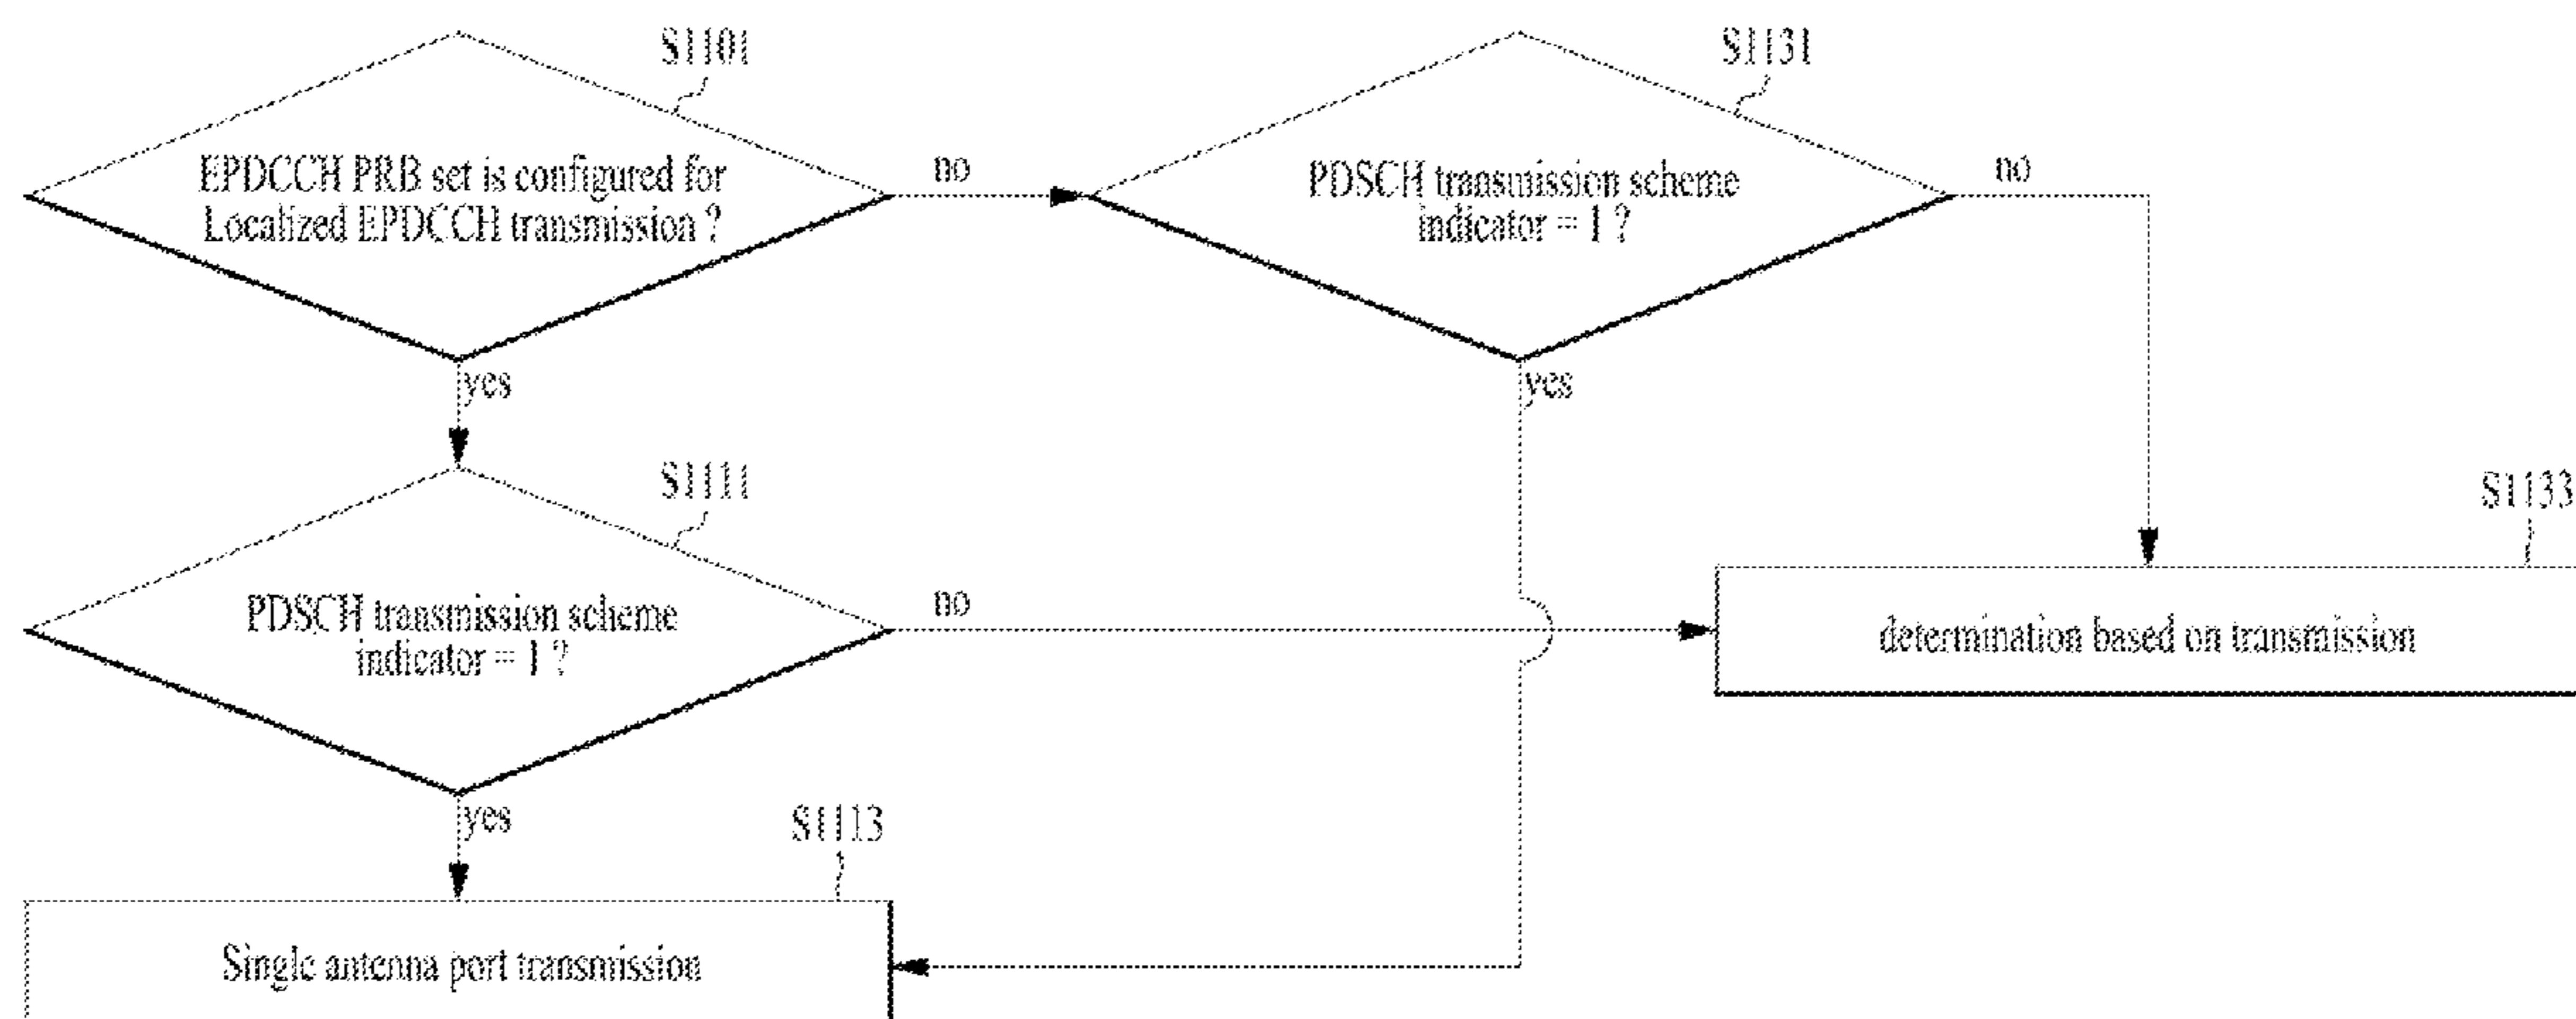 S1101
EPDCCH PRB set is configured for
Localized EPDCCH transmission ?
no
yes
S1131
PDSCH transmission scheme
indicator = 1 ?
no
yes
S1111
PDSCH transmission scheme
indicator = 1 ?
no
yes
S1133
determination based on transmission
S1113
Single antenna port transmission